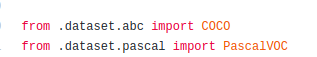 from .dataset.abc import COCO
from .dataset.pascal import PascalVOC